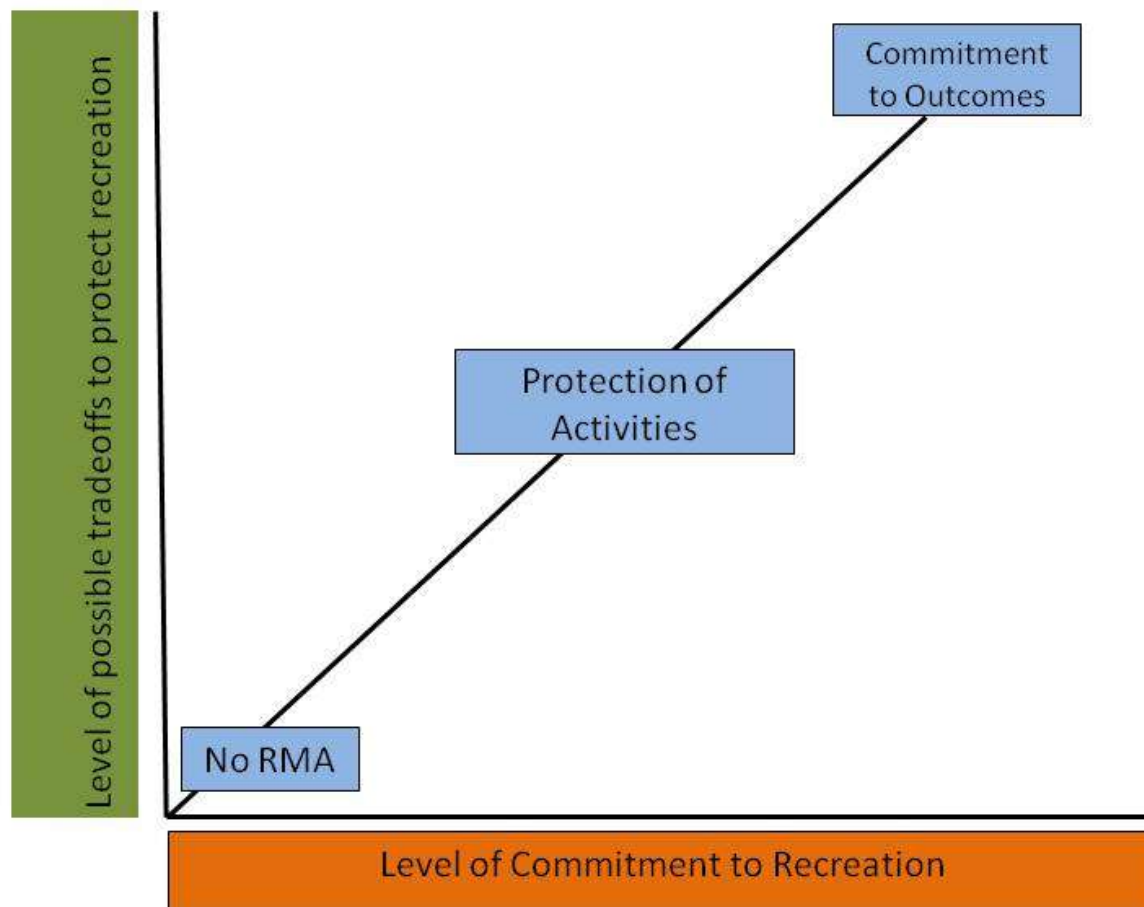 Level of possible tradeoffs to protect recreation
Commitment
to Outcomes
Protection of
Activities
No RMA
Level of Commitment to Recreation